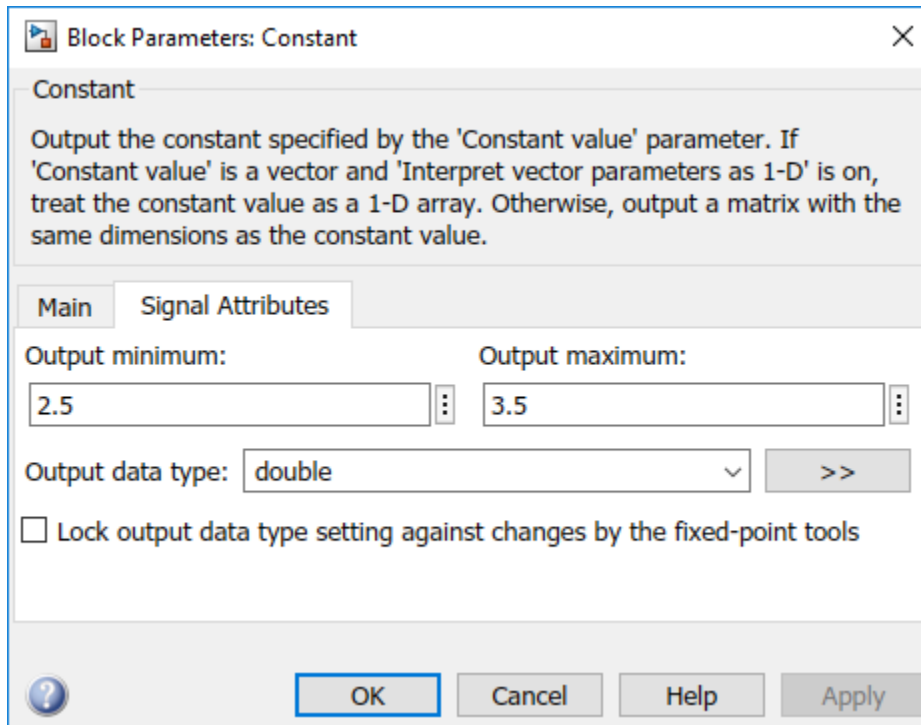 Block Parameters: Constant
Constant
Output the constant specified by the 'Constant value' parameter. If
'Constant value' is a vector and 'Interpret vector parameters as 1-D' is on,
treat the constant value as a 1-D array. Otherwise, output a matrix with the
same dimensions as the constant value.
Main Signal Attributes
Output minimum: Output maximum:
2.5 3.5
Output data type: double >>
Lock output data type setting against changes by the fixed-point tools
? OK Cancel Help Apply